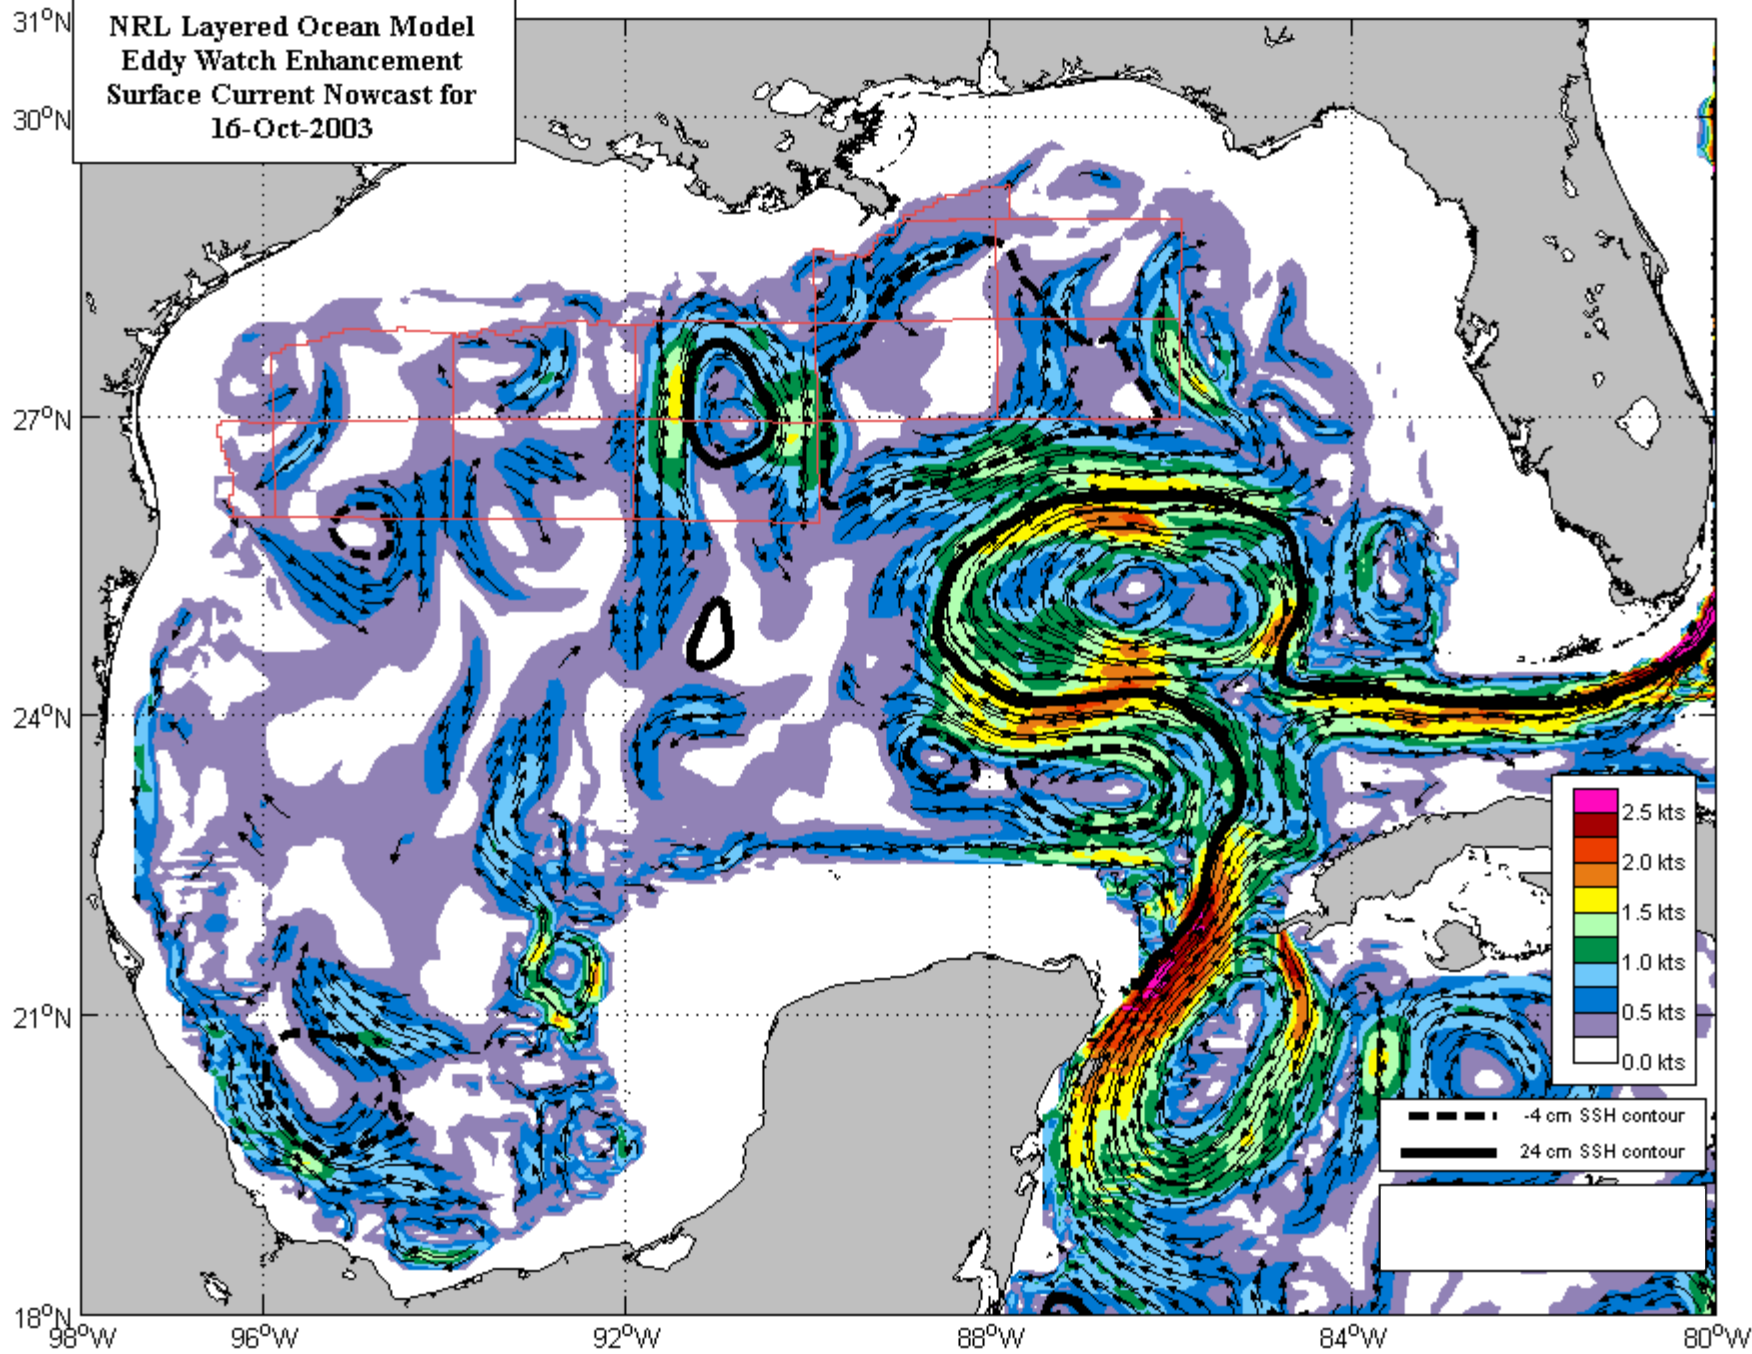 31°N
NRL Layered Ocean Model
Eddy Watch Enhancement
Surface Current Nowcast for
16-Oct-2003
30°N
27°N
24°N
21°N
18°N
2.5 kts
2.0 kts
1.5 kts
1.0 kts
0.5 kts
0.0 kts
-4 cm SSH contour
24 cm SSH contour
98°W
96°W
92°W
88°W
84°W
80°W